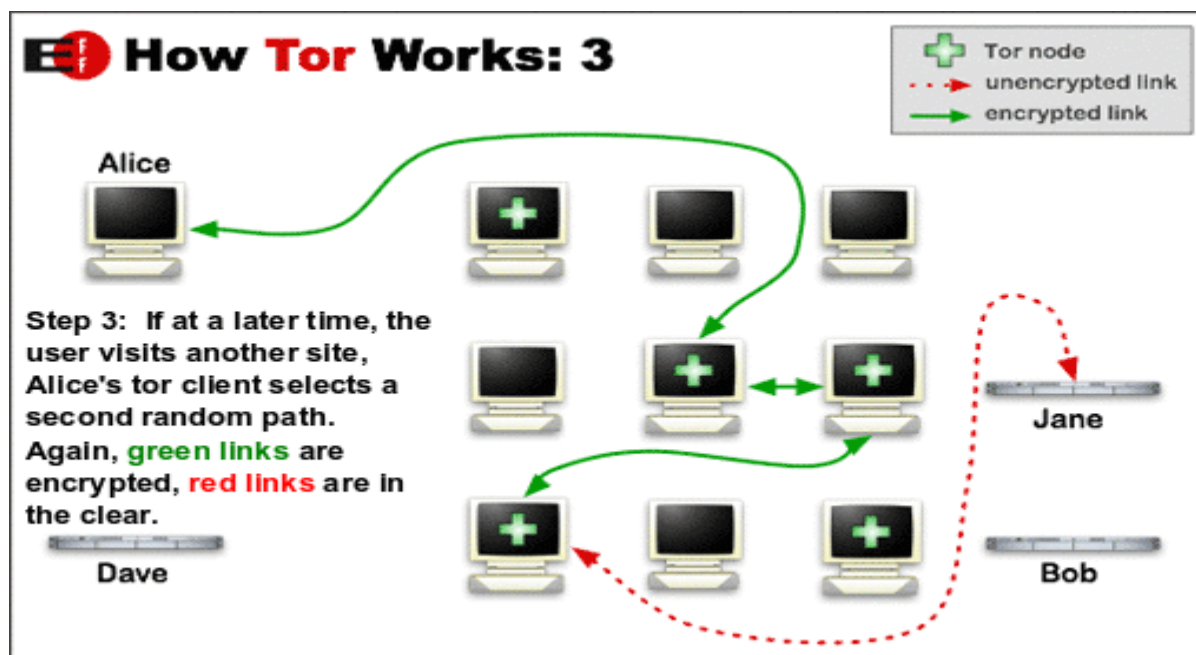 EFF How Tor Works: 3
Tor node
unencrypted link
encrypted link
Alice
Step 3: If at a later time, the
user visits another site,
Alice's tor client selects a
second random path.
Again, green links are
encrypted, red links are in
the clear.
Jane
Dave
Bob